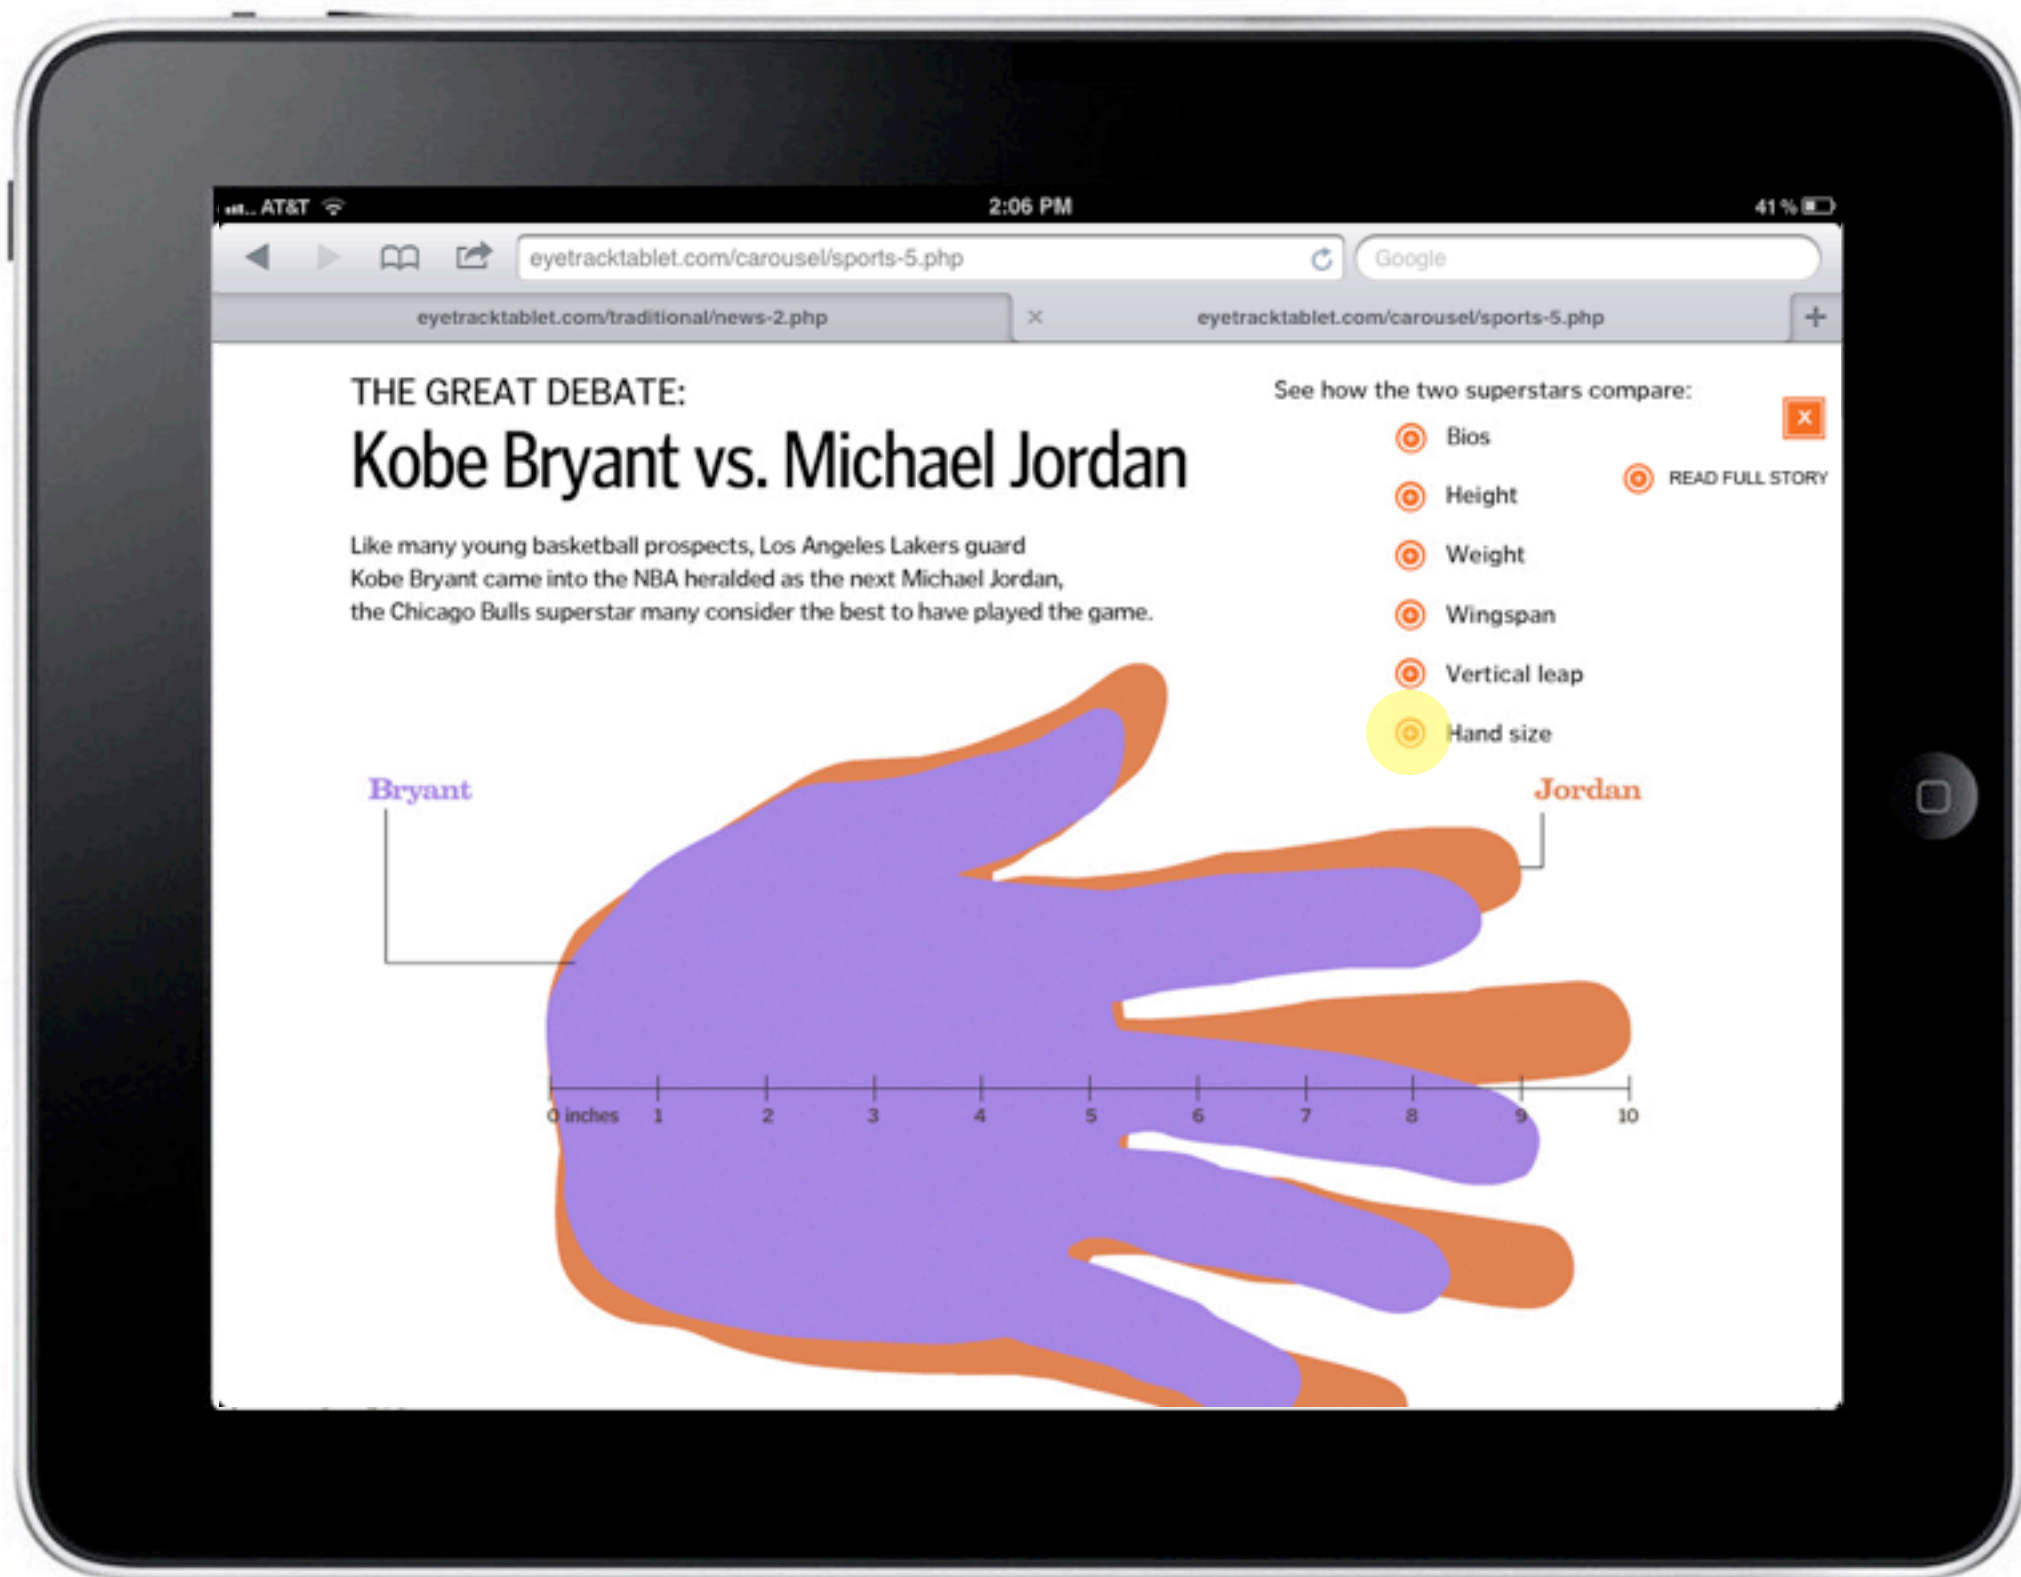 AT&T
2:06 PM
41%
eyetracktablet.com/carousel/sports-5.php
Google
eyetracktablet.com/traditional/news-2.php
eyetracktablet.com/carousel/sports-5.php
THE GREAT DEBATE:
Kobe Bryant vs. Michael Jordan
Like many young basketball prospects, Los Angeles Lakers guard
Kobe Bryant came into the NBA heralded as the next Michael Jordan,
the Chicago Bulls superstar many consider the best to have played the game.
See how the two superstars compare:
Bios
Height
Weight
Wingspan
Vertical leap
Hand size
X
READ FULL STORY
Bryant
Jordan
0 inches 1 2 3 4 5 6 7 8 9 10